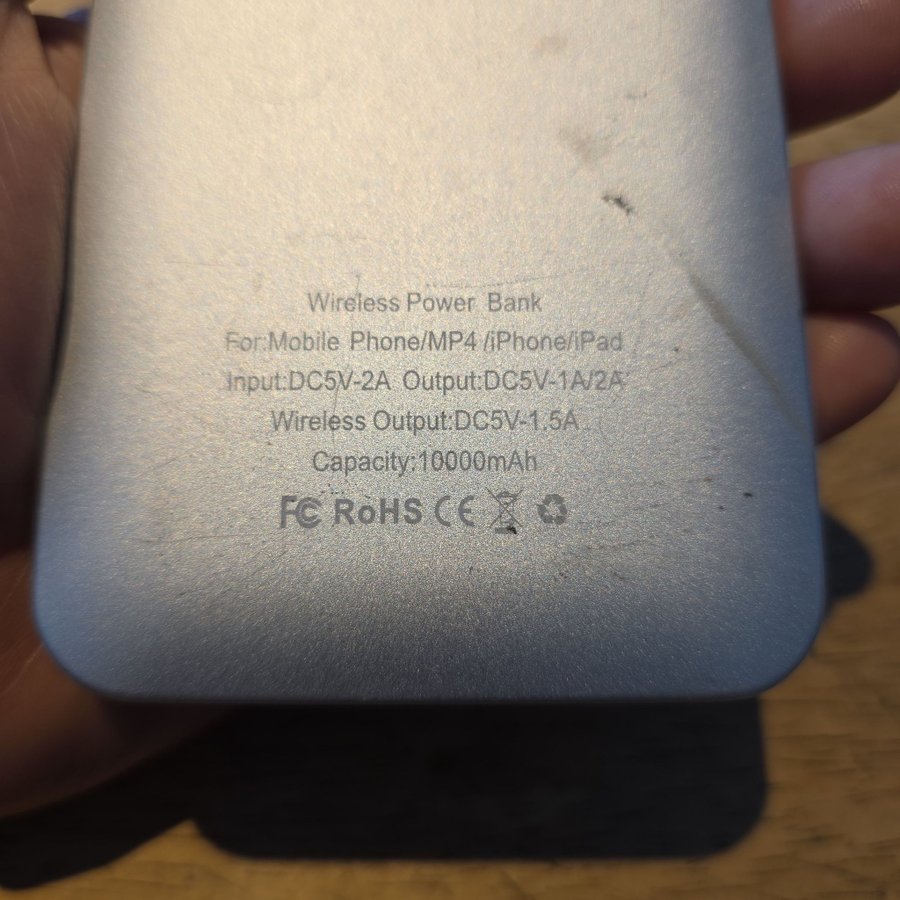 Wireless Power Bank
For:Mobile Phone/MP4 /iPhone/iPad
Input:DC5V-2A Output:DC5V-1A/2A
Wireless Output:DC5V-1.5A
Capacity:10000mAh
FC RoHS CE